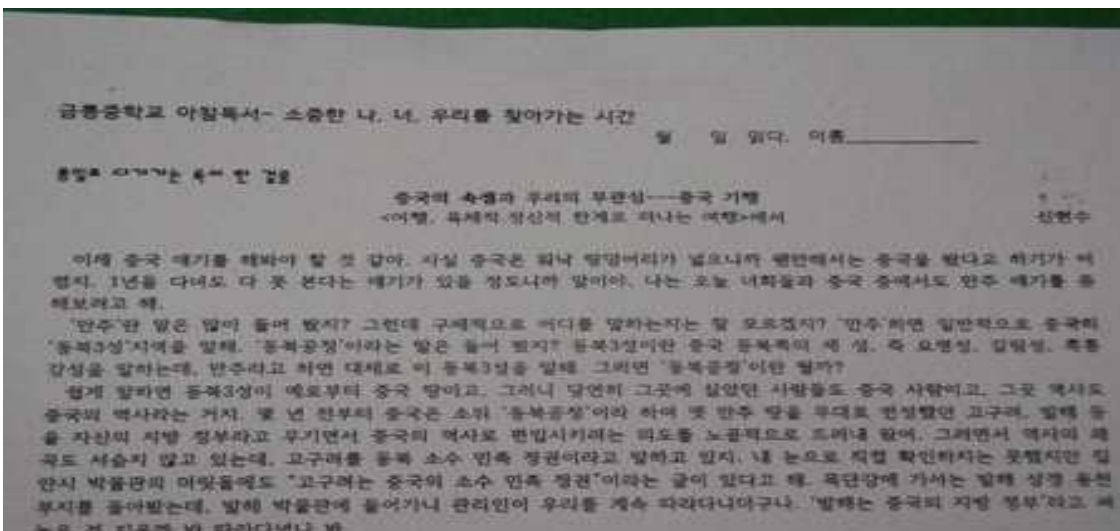 금릉중학교 아침독서- 소중한 나, 너, 우리를 찾아가는 시간
월 일 읽다. 이름
통일로 다가가는 독서 한 걸음
중국의 속셈과 우리의 무관심---중국 기행
<여행, 육체적 정신적 한계로 떠나는 여행>에서 신현수
이제 중국 얘기를 해봐야 할 것 같아. 사실 중국은 워낙 땅덩어리가 넓으니까 웬만해서는 중국을 봤다고 하기가 어
렵지. 1년을 다녀도 다 못 본다는 얘기가 있을 정도니까 말이야. 나는 오늘 너희들과 중국 중에서도 만주 얘기를 좀
해보려고 해.
'만주'란 말은 많이 들어 봤지? 그런데 구체적으로 어디를 말하는지는 잘 모르겠지? '만주'하면 일반적으로 중국의
'동북3성'지역을 말해. '동북공정'이라는 말은 들어 봤지? 동북3성이란 중국 동북쪽의 세 성, 즉 요녕성, 길림성, 흑룡
강성을 말하는데, 만주라고 하면 대체로 이 동북3성을 말해. 그러면 '동북공정'이란 뭘까?
쉽게 말하면 동북3성이 예로부터 중국 땅이고, 그러니 당연히 그곳에 살았던 사람들도 중국 사람이고, 그곳 역사도
중국의 역사라는 거지. 몇 년 전부터 중국은 소위 '동북공정'이라 하여 옛 만주 땅을 무대로 번성했던 고구려, 발해 등
을 자신의 지방 정부라고 우기면서 중국의 역사로 편입시키려는 의도를 노골적으로 드러내 왔어. 그러면서 역사의 왜
곡도 서슴지 않고 있는데, 고구려를 동북 소수 민족 정권이라고 말하고 있지. 내 눈으로 직접 확인하지는 못했지만 집
안시 박물관의 머릿돌에도 "고구려는 중국의 소수 민족 정권"이라는 글이 있다고 해. 목단강에 가서는 발해 상경 용천
부지를 돌아봤는데, 발해 박물관에 들어가니 관리인이 우리를 계속 따라다니더구나. '발해는 중국의 지방 정부'라고 써